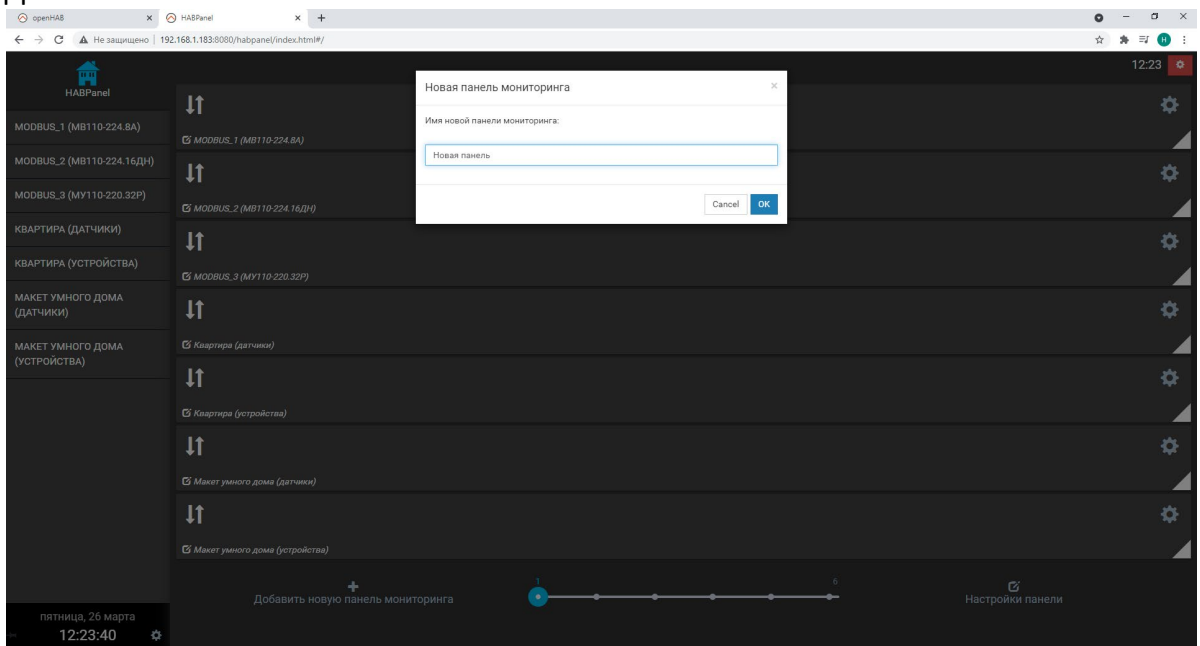 openHAB
HABPanel
Не защищено
192.168.1.183:8080/habpanel/index.html#/
H
12:23
HABPanel
MODBUS_1 (МВ110-224.8А)
MODBUS_2 (МВ110-224.16ДН)
MODBUS_3 (МУ110-220.32Р)
КВАРТИРА (ДАТЧИКИ)
КВАРТИРА (УСТРОЙСТВА)
МАКЕТ УМНОГО ДОМА
(ДАТЧИКИ)
МАКЕТ УМНОГО ДОМА
(УСТРОЙСТВА)
пятница, 26 марта
12:23:40
MODBUS_1 (МВ110-224.8А)
MODBUS_2 (МВ110-224.16ДН)
MODBUS_3 (МУ110-220.32Р)
Квартира (датчики)
Квартира (устройства)
Макет умного дома (датчики)
Макет умного дома (устройства)
Новая панель мониторинга
Имя новой панели мониторинга:
Новая панель
Cancel
OK
Добавить новую панель мониторинга
1
6
Настройки панели